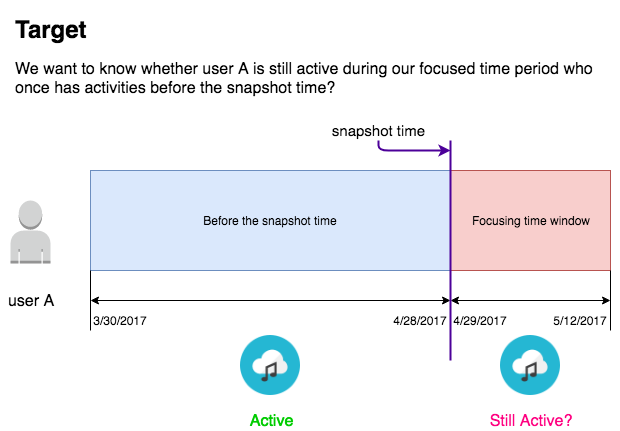 Target
We want to know whether user A is still active during our focused time period who
once has activities before the snapshot time?
snapshot time
Before the snapshot time
Focusing time window
user A
3/30/2017
4/28/2017
4/29/2017
5/12/2017
Active
Still Active?